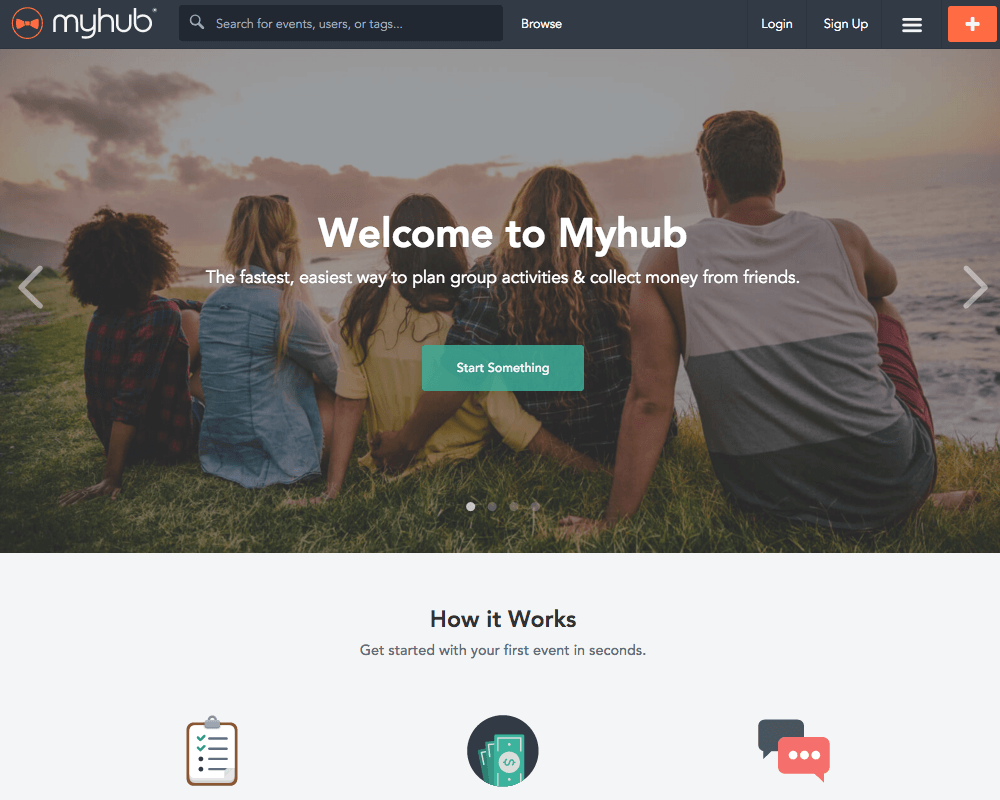 myhub
Search for events, users, or tags...
Browse
Login
Sign Up
Welcome to Myhub
The fastest, easiest way to plan group activities & collect money from friends.
Start Something
How it Works
Get started with your first event in seconds.